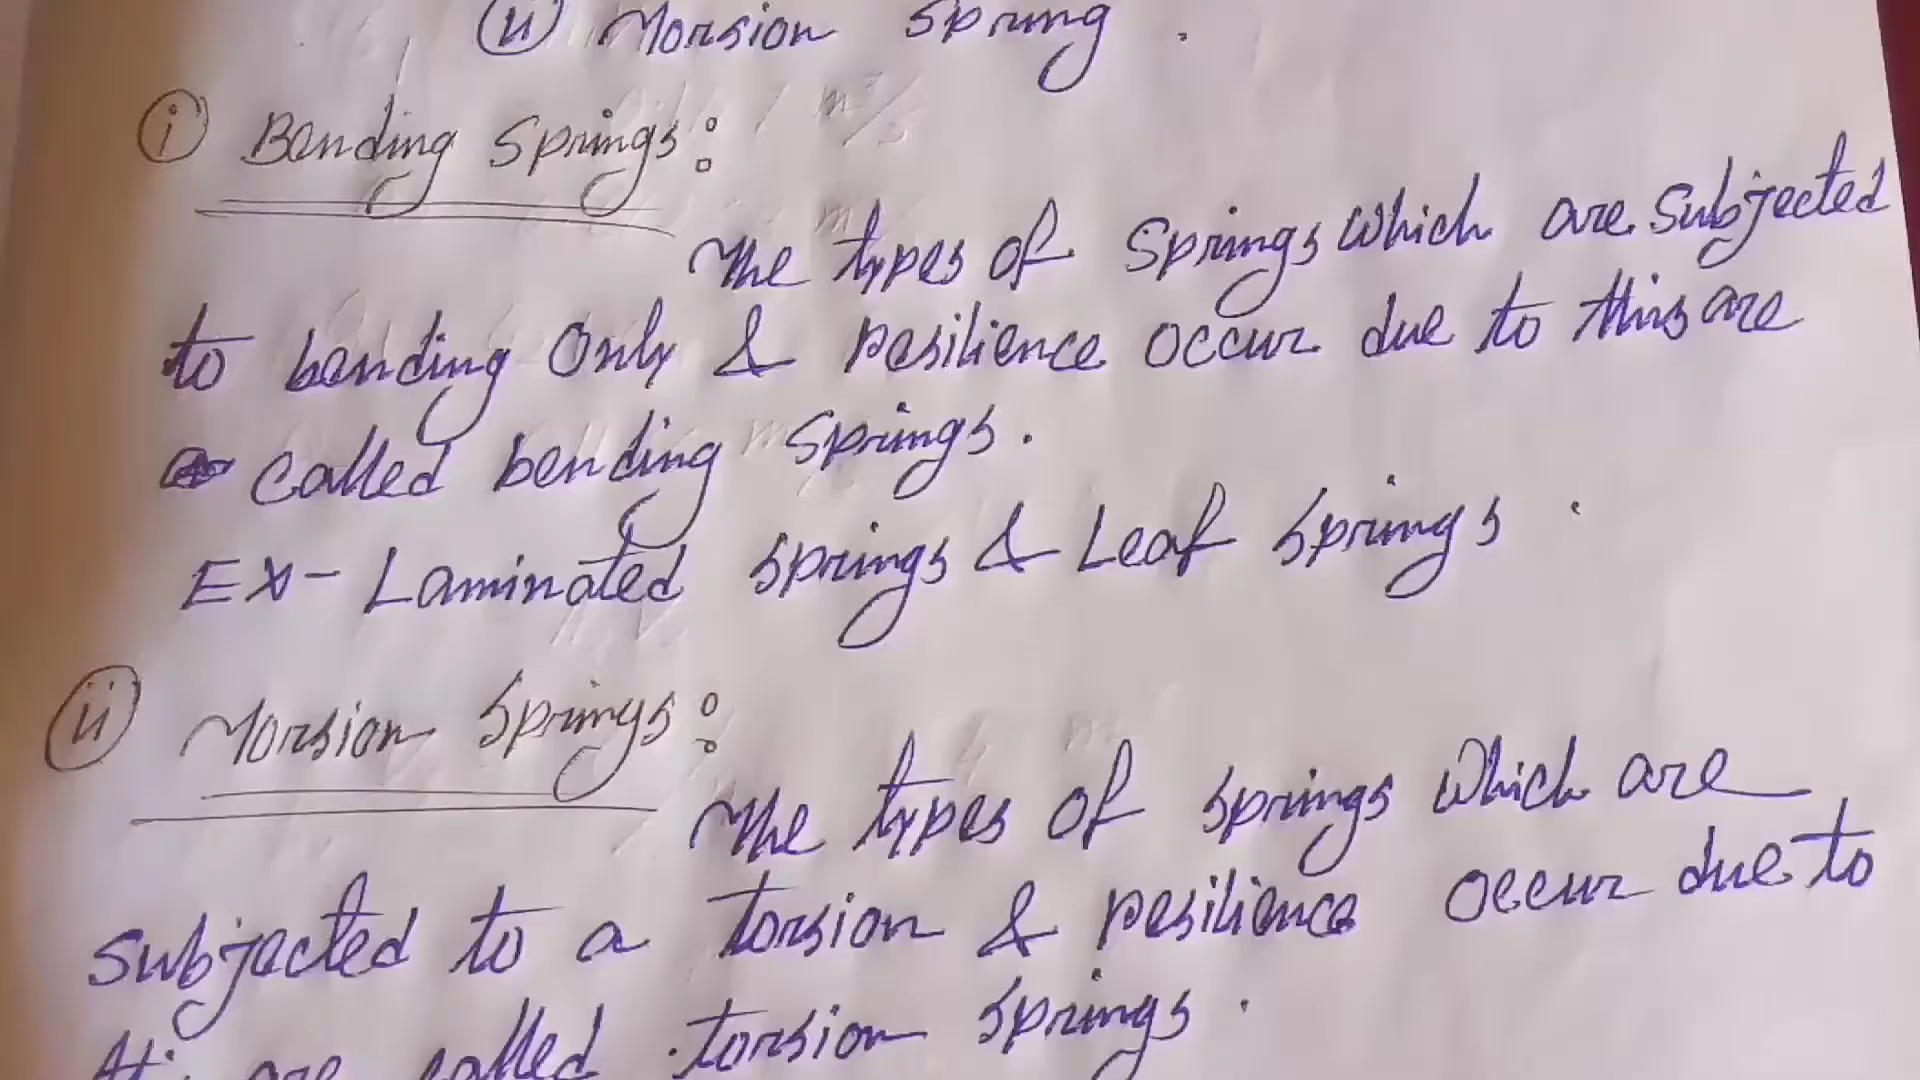 (ii) Torsion Spring.
(i) Bending Springs:
The types of Springs which are subjected
to bending Only & resilience occur due to this are
called bending springs.
Ex- Laminated springs & Leaf springs.
(ii) Torsion Springs:
The types of springs which are
subjected to a torsion & resilience occur due to
are called torsion springs.